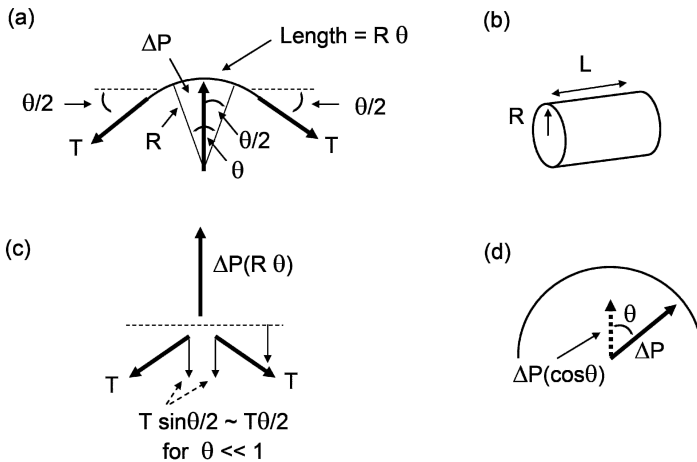 (a)
ΔP
Length = R θ
θ/2
θ/2
T
R
θ/2
θ
T
(b)
L
R
(c)
ΔP(R θ)
T
T
T sinθ/2 ~ Tθ/2
for θ << 1
(d)
θ
ΔP
ΔP(cosθ)